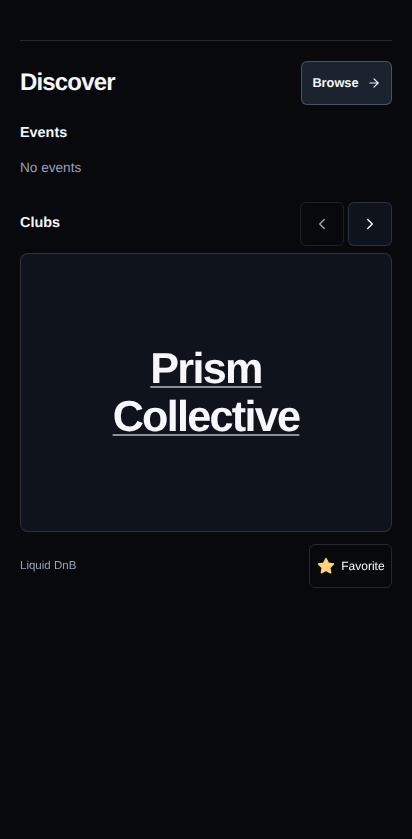 Discover
Browse
Events
No events
Clubs
Prism
Collective
Liquid DnB
Favorite